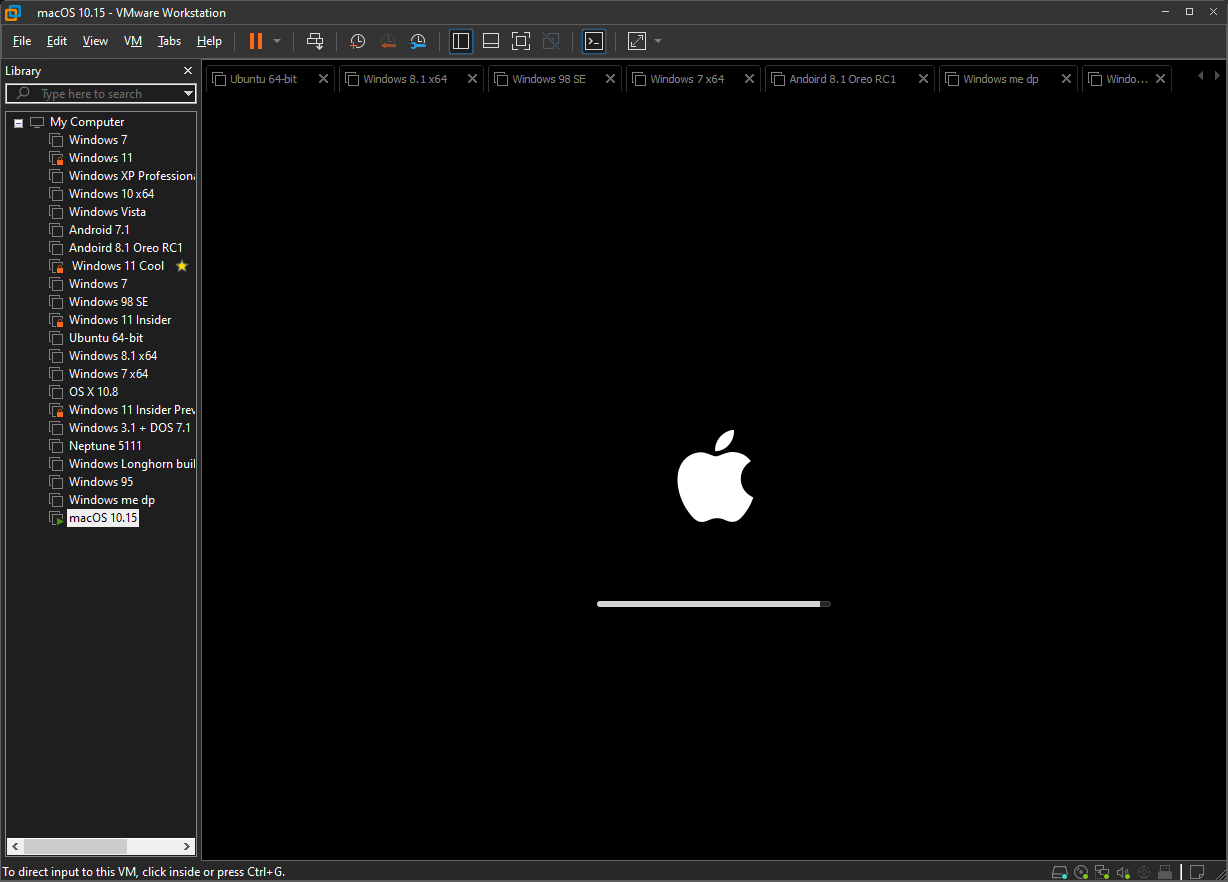 macOS 10.15 - VMware Workstation
File Edit View VM Tabs Help
Library
Type here to search
Ubuntu 64-bit Windows 8.1 x64 Windows 98 SE Windows 7 x64 Andoird 8.1 Oreo RC1 Windows me dp Windo...
My Computer
Windows 7
Windows 11
Windows XP Professiona
Windows 10 x64
Windows Vista
Android 7.1
Andoird 8.1 Oreo RC1
Windows 11 Cool
Windows 7
Windows 98 SE
Windows 11 Insider
Ubuntu 64-bit
Windows 8.1 x64
Windows 7 x64
OS X 10.8
Windows 11 Insider Prev
Windows 3.1 + DOS 7.1
Neptune 5111
Windows Longhorn buil
Windows 95
Windows me dp
macOS 10.15
To direct input to this VM, click inside or press Ctrl+G.